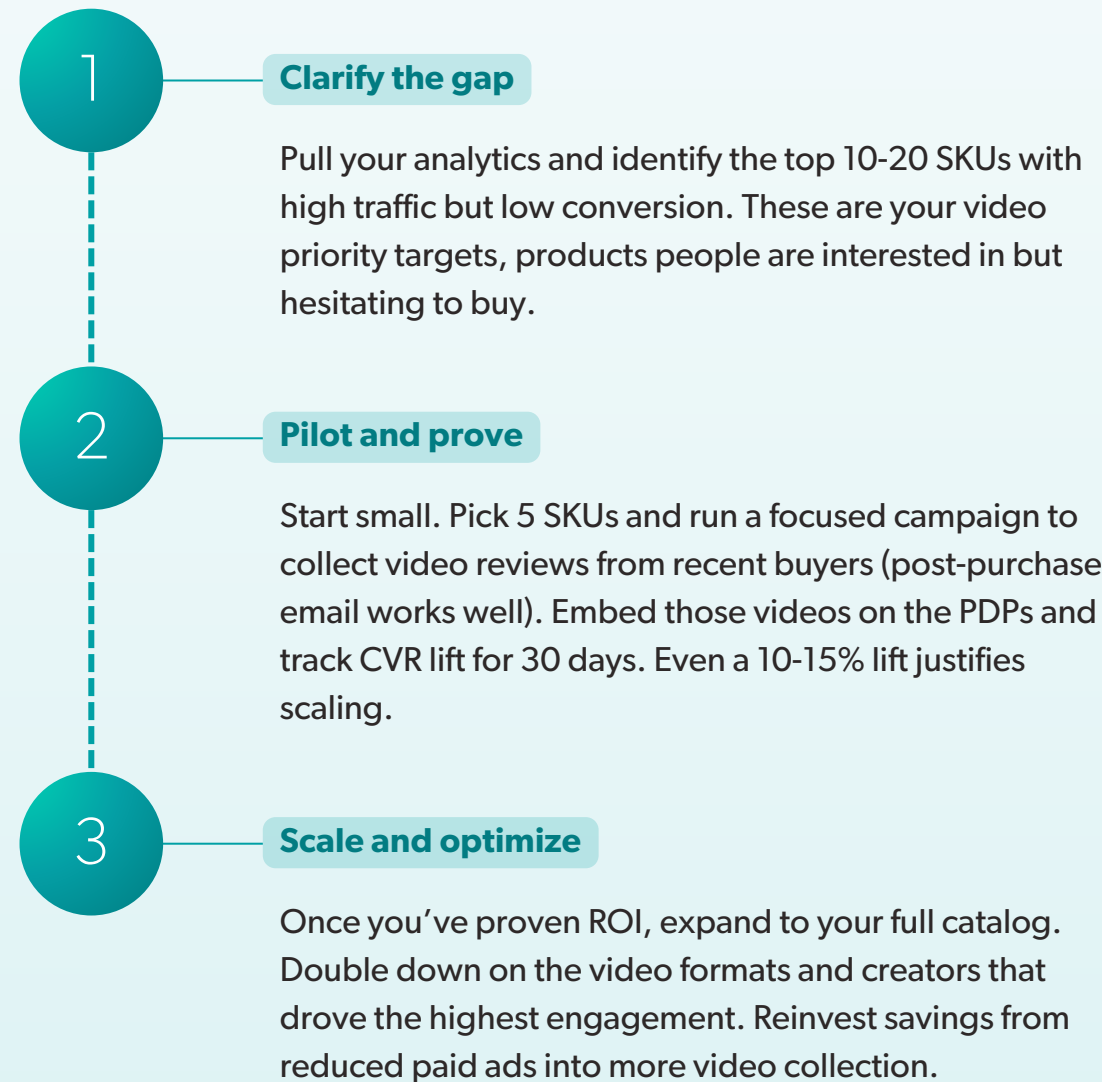 1
Clarify the gap
Pull your analytics and identify the top 10-20 SKUs with
high traffic but low conversion. These are your video
priority targets, products people are interested in but
hesitating to buy.
2
Pilot and prove
Start small. Pick 5 SKUs and run a focused campaign to
collect video reviews from recent buyers (post-purchase
email works well). Embed those videos on the PDPs and
track CVR lift for 30 days. Even a 10-15% lift justifies
scaling.
3
Scale and optimize
Once you’ve proven ROI, expand to your full catalog.
Double down on the video formats and creators that
drove the highest engagement. Reinvest savings from
reduced paid ads into more video collection.